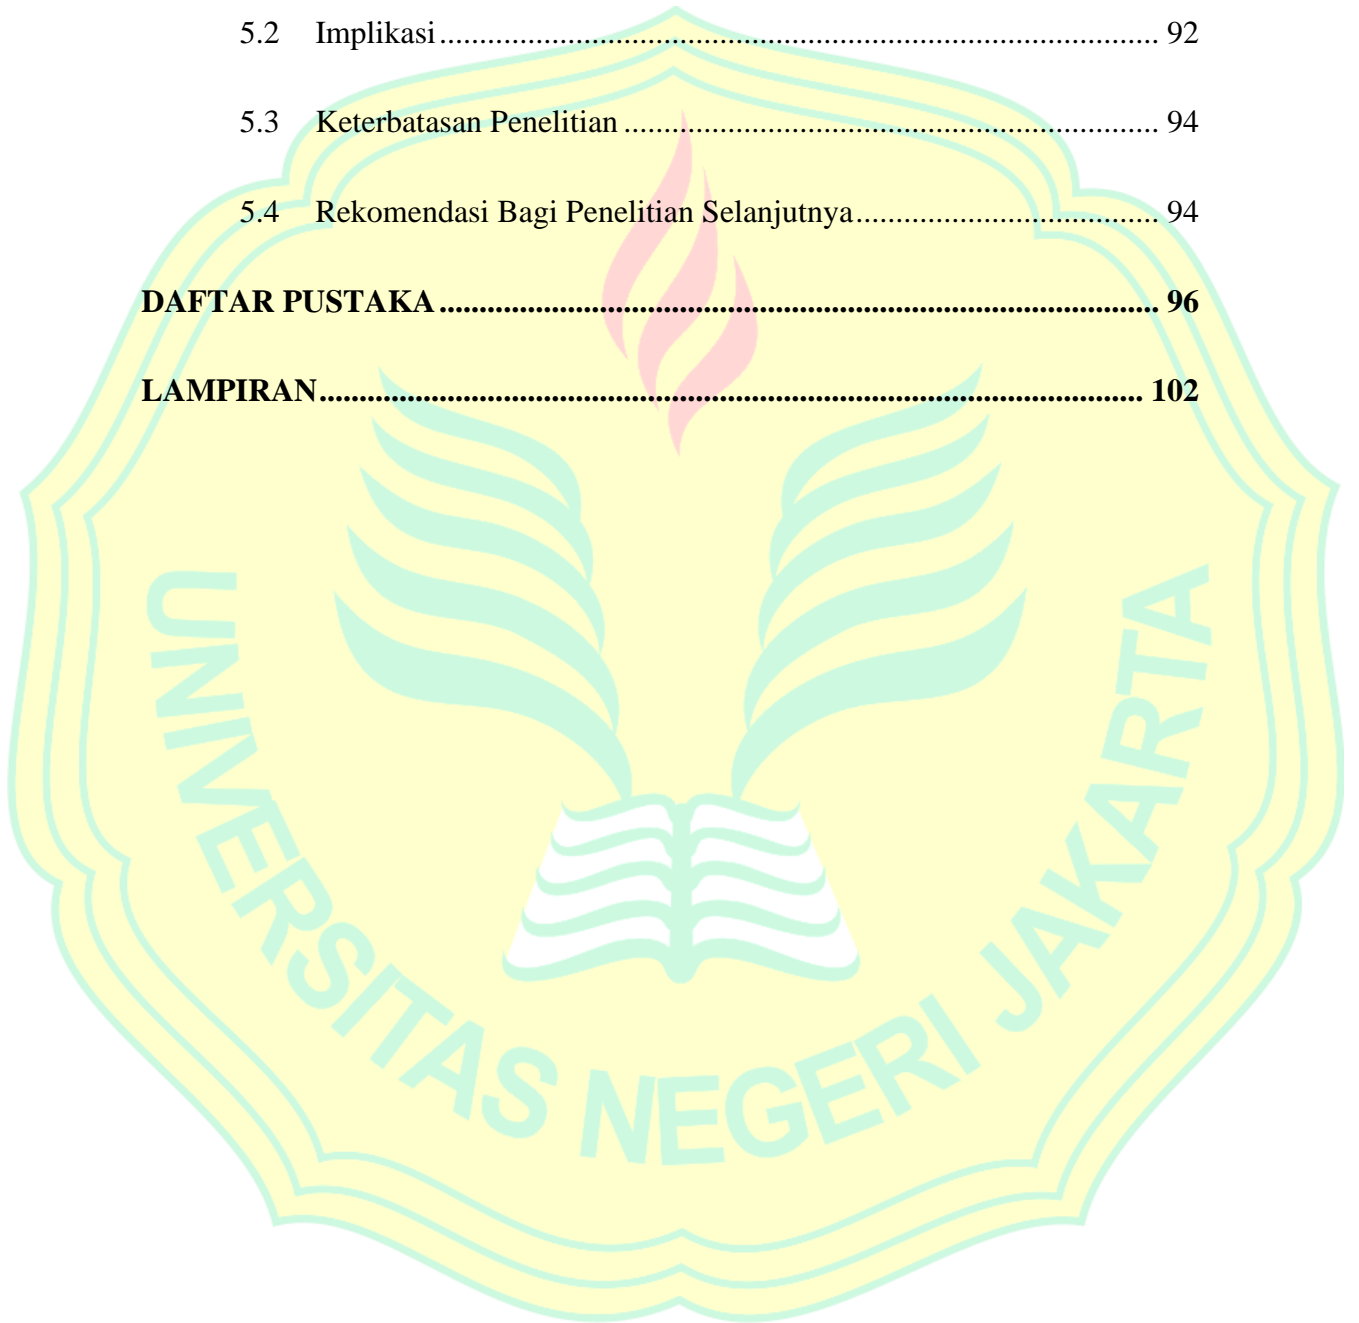 5.2 Implikasi ........................................................................................... 92
5.3 Keterbatasan Penelitian .................................................................... 94
5.4 Rekomendasi Bagi Penelitian Selanjutnya ...................................... 94
DAFTAR PUSTAKA ........................................................................................... 96
LAMPIRAN ........................................................................................................ 102
UNIVERSITAS NEGERI JAKARTA